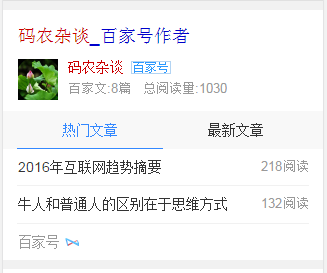 码农杂谈_百家号作者
码农杂谈 百家号
百家文:8篇 总阅读量:1030
热门文章 最新文章
2016年互联网趋势摘要 218阅读
牛人和普通人的区别在于思维方式 132阅读
百家号